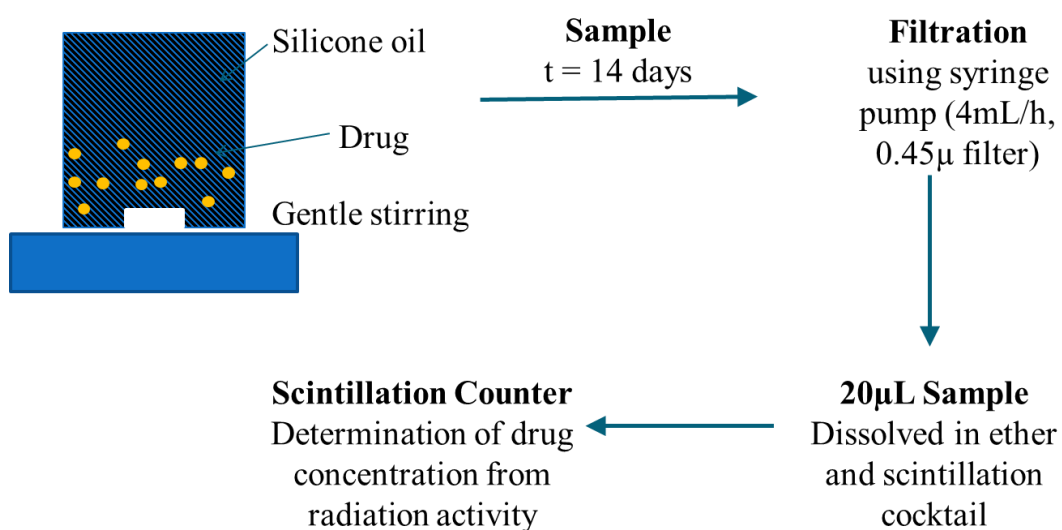 Silicone oil
Drug
Gentle stirring
Sample
t = 14 days
Filtration
using syringe
pump (4mL/h,
0.45µ filter)
20µL Sample
Dissolved in ether
and scintillation
cocktail
Scintillation Counter
Determination of drug
concentration from
radiation activity